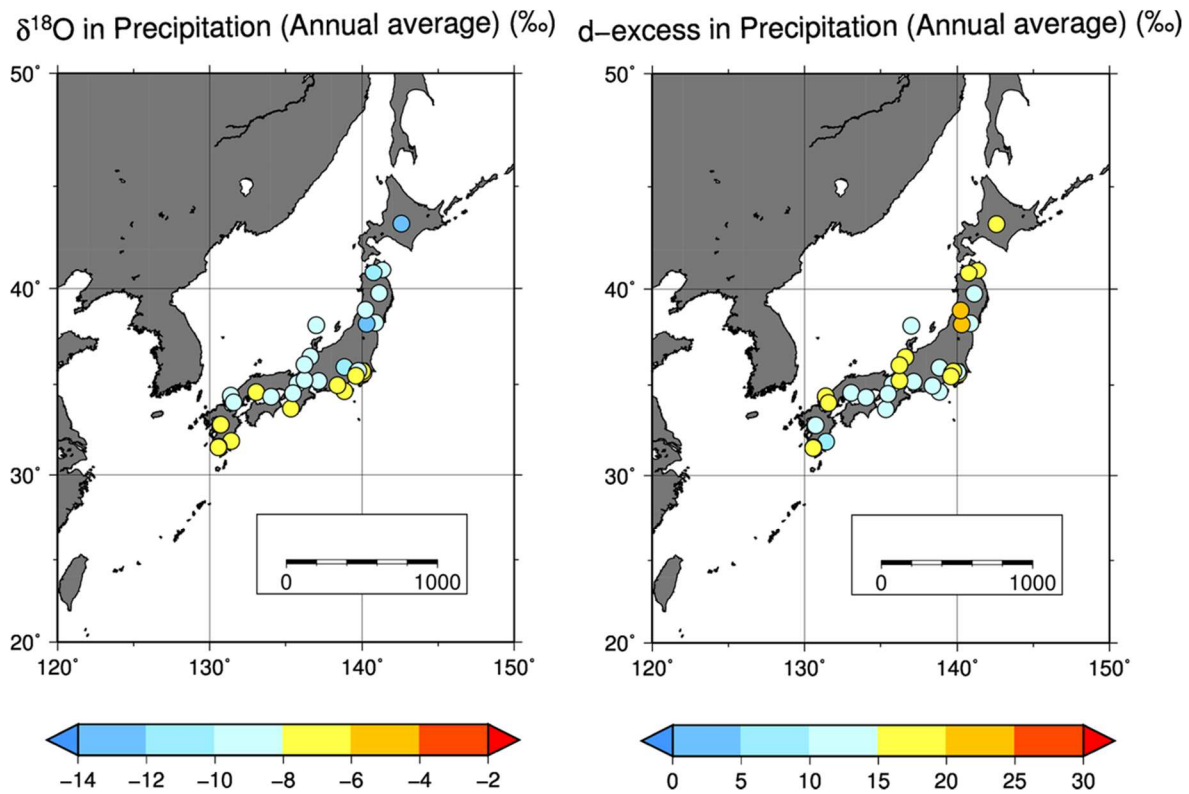 δ18O in Precipitation (Annual average) (‰)
d−excess in Precipitation (Annual average) (‰)
50˚
40˚
30˚
20˚
120˚ 130˚ 140˚ 150˚
0 1000
−14 −12 −10 −8 −6 −4 −2
50˚
40˚
30˚
20˚
120˚ 130˚ 140˚ 150˚
0 1000
0 5 10 15 20 25 30